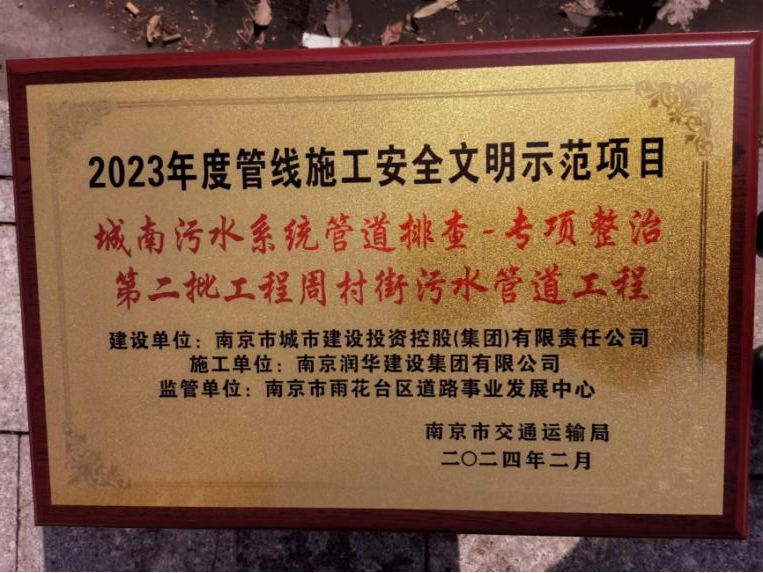 2023年度管线施工安全文明示范项目
城南污水系统管道排查-专项整治
第二批工程周村街污水管道工程
建设单位：南京市城市建设投资控股(集团)有限责任公司
施工单位：南京润华建设集团有限公司
监管单位：南京市雨花台区道路事业发展中心
南京市交通运输局
二〇二四年二月